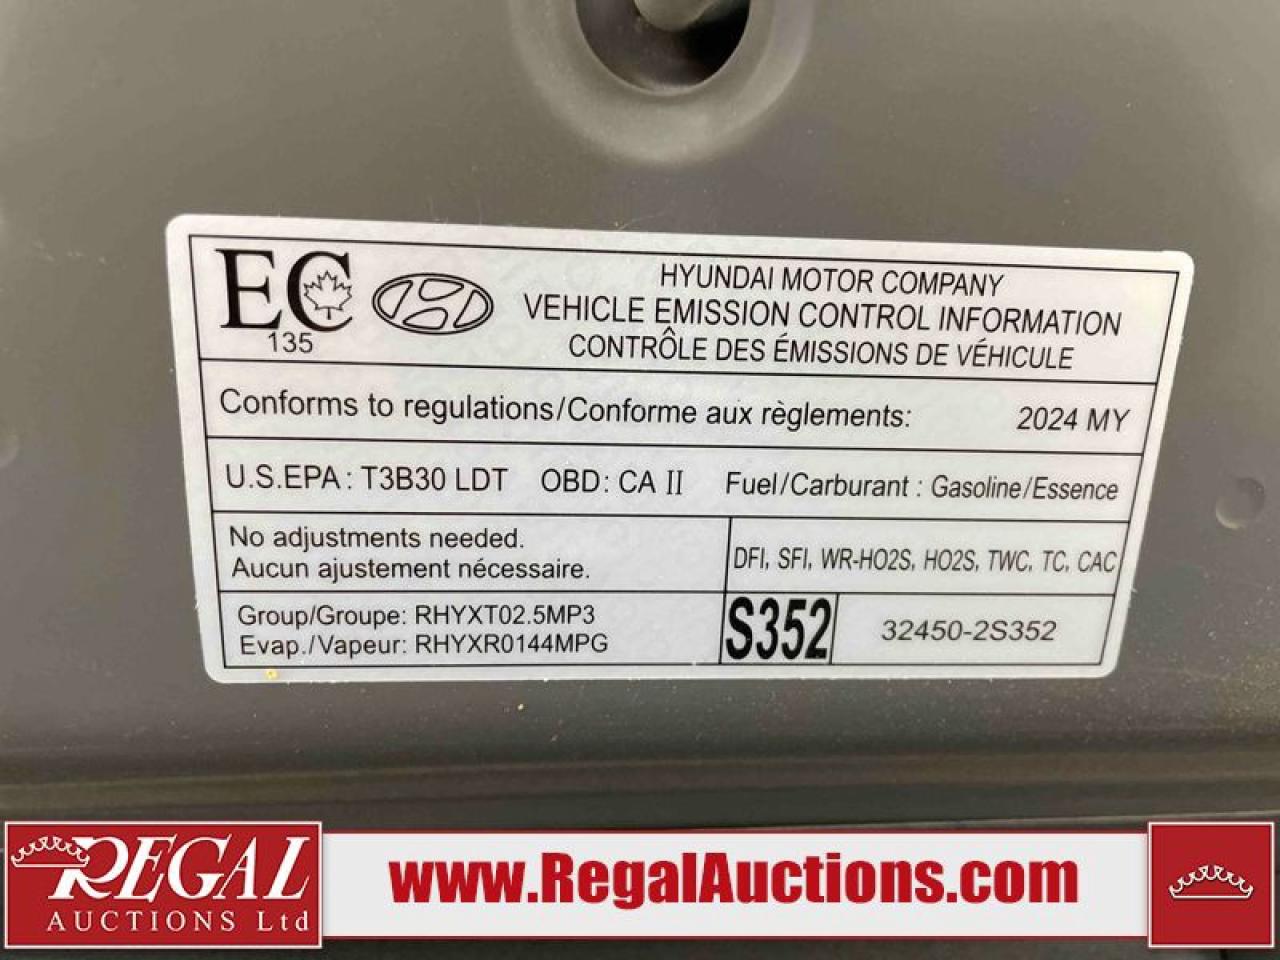 EC
135
HYUNDAI MOTOR COMPANY
VEHICLE EMISSION CONTROL INFORMATION
CONTRÔLE DES ÉMISSIONS DE VÉHICULE
Conforms to regulations/Conforme aux règlements: 2024 MY
U.S.EPA : T3B30 LDT OBD: CA II Fuel/Carburant : Gasoline/Essence
No adjustments needed.
Aucun ajustement nécessaire.
DFI, SFI, WR-HO2S, HO2S, TWC, TC, CAC
Group/Groupe: RHYXT02.5MP3
Evap./Vapeur: RHYXR0144MPG
S352
32450-2S352
REGAL
AUCTIONS Ltd
www.RegalAuctions.com